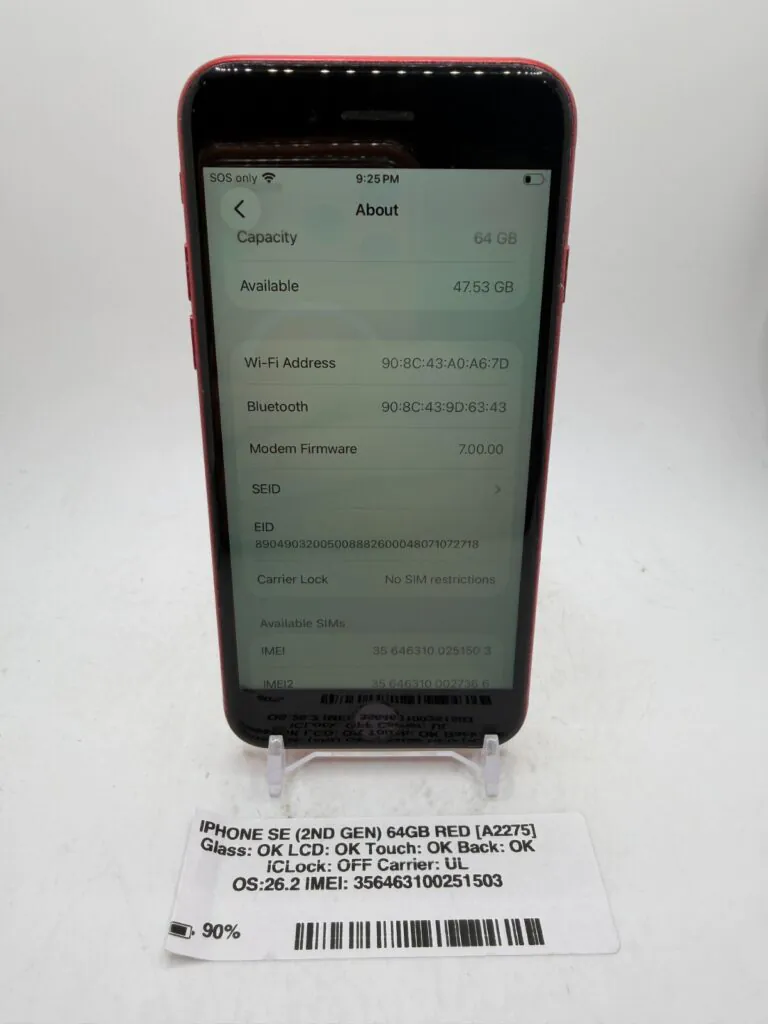 SOS only 9:25 PM
About
Capacity 64 GB
Available 47.53 GB
Wi-Fi Address 90:8C:43:A0:A6:7D
Bluetooth 90:8C:43:9D:63:43
Modem Firmware 7.00.00
SEID
EID
89049032005008882600048071072718
Carrier Lock No SIM restrictions
Available SIMs
IMEI 35 646310 025150 3
IMEI2 35 646310 002736 6
IPHONE SE (2ND GEN) 64GB RED [A2275]
Glass: OK LCD: OK Touch: OK Back: OK
iCLock: OFF Carrier: UL
OS:26.2 IMEI: 356463100251503
90%